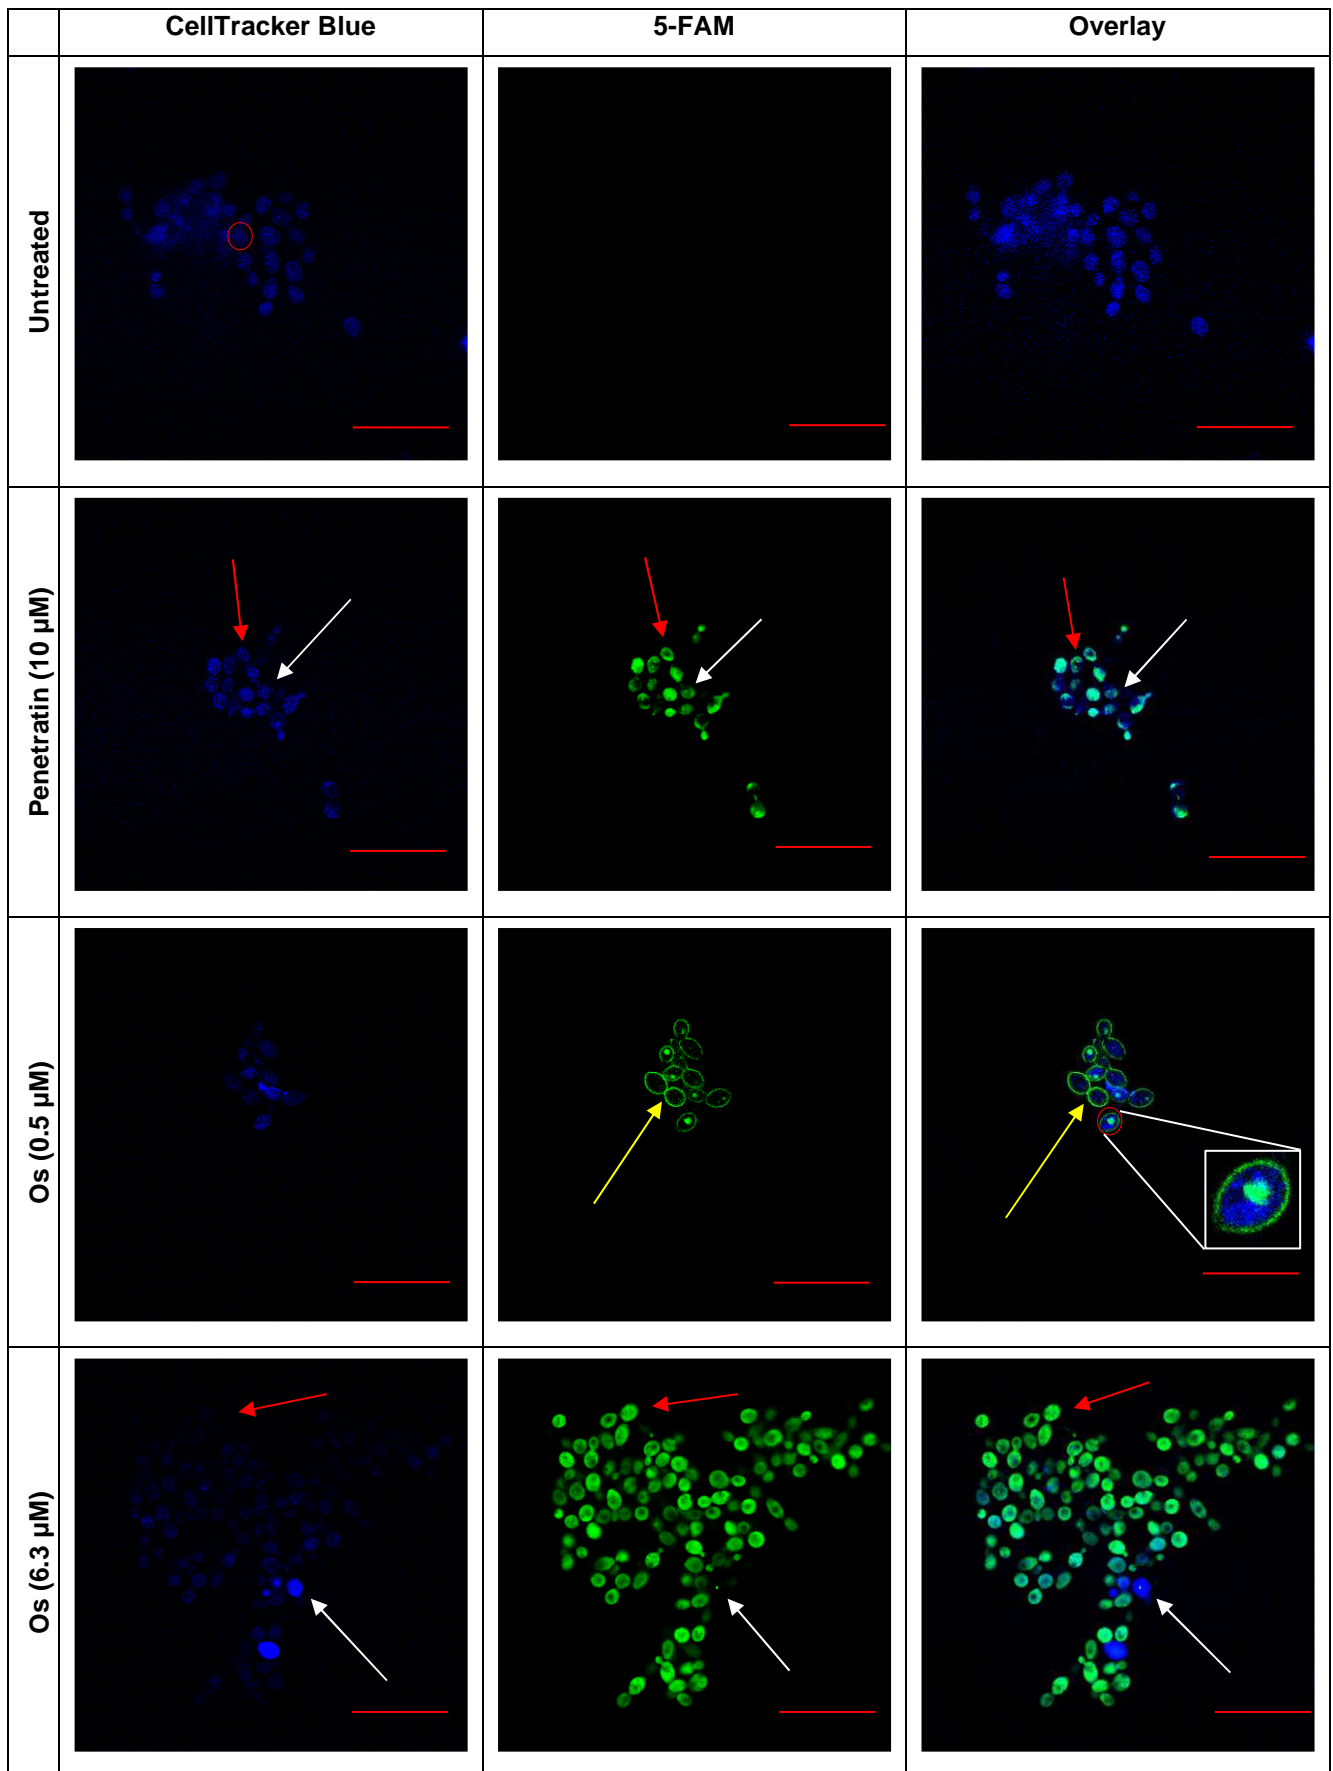 CellTracker Blue
5-FAM
Overlay
Untreated
Penetratin (10 µM)
Os (0.5 µM)
Os (6.3 µM)